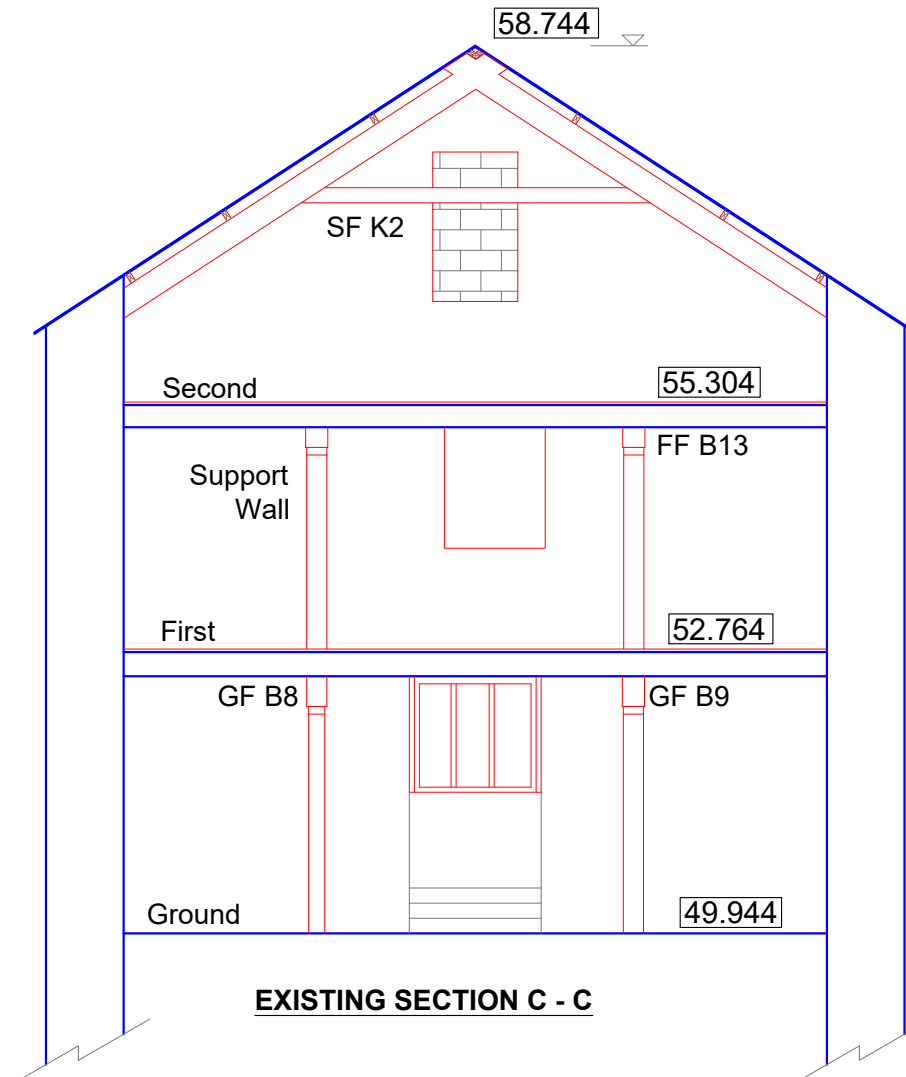 58.744
SF K2
Second
55.304
FF B13
Support
Wall
First
52.764
GF B8
GF B9
Ground
49.944
EXISTING SECTION C - C